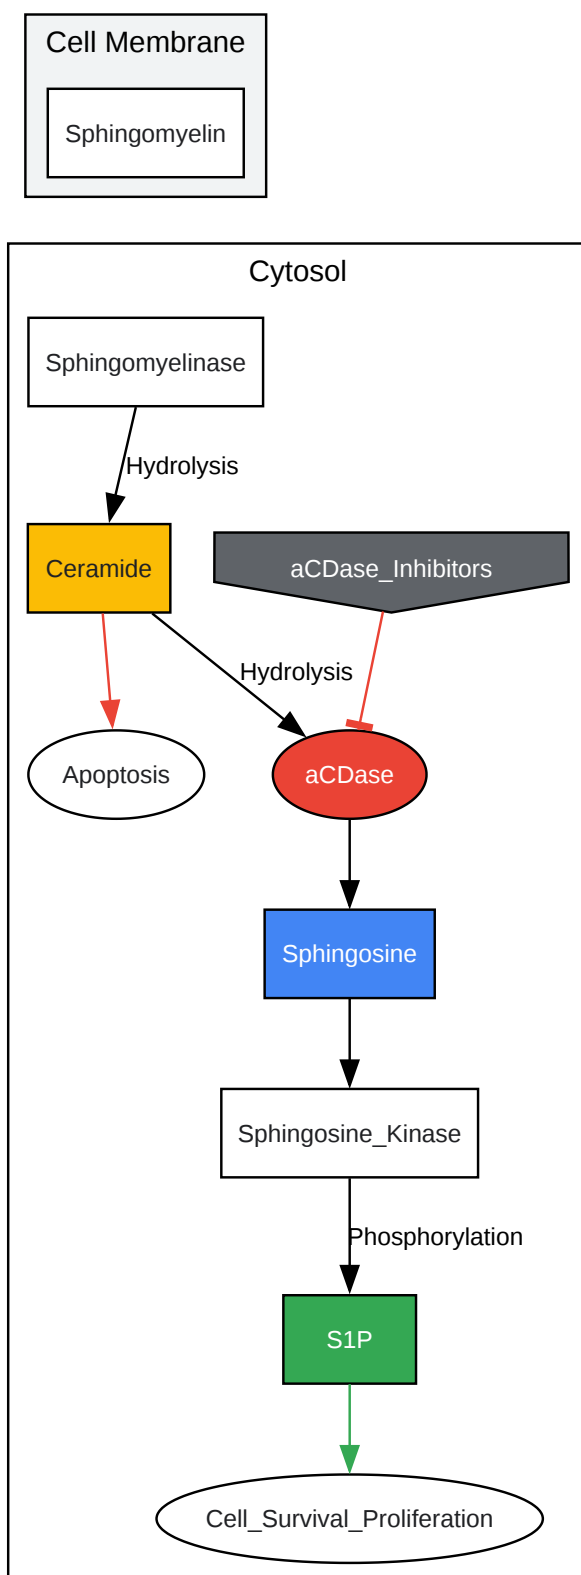 Cell Membrane
Sphingomyelin
Cytosol
Sphingomyelinase
Hydrolysis
Ceramide
aCDase_Inhibitors
Hydrolysis
Apoptosis
aCDase
Sphingosine
Sphingosine_Kinase
Phosphorylation
S1P
Cell_Survival_Proliferation